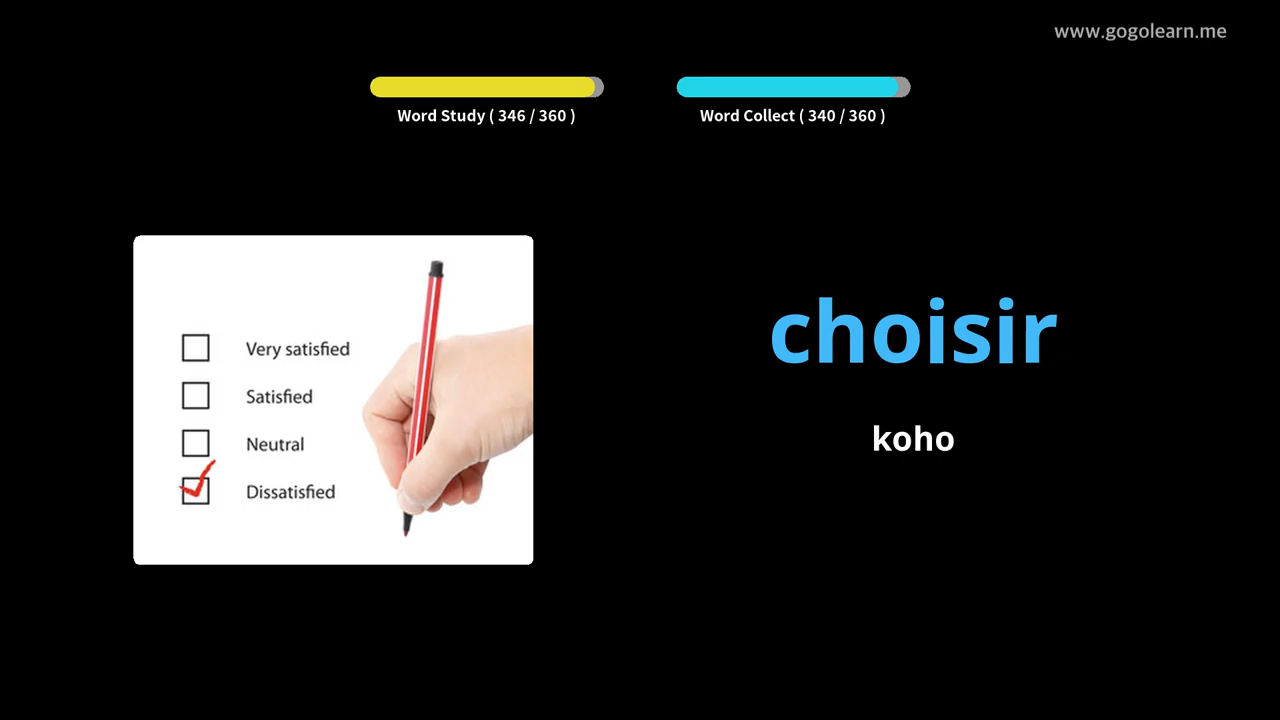 www.gogolearn.me
Word Study ( 346 / 360 )
Word Collect ( 340 / 360 )
Very satisfied
Satisfied
Neutral
Dissatisfied
choisir
koho